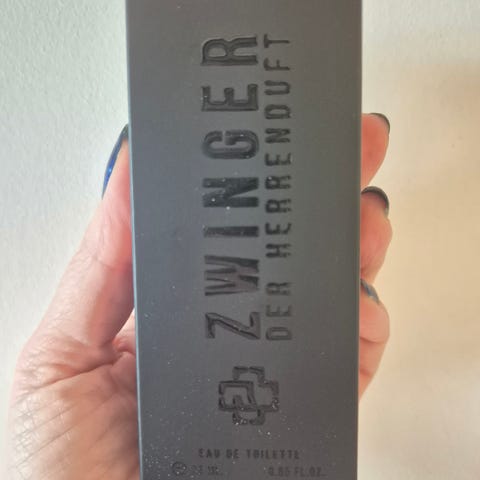 ZWINGER
DER HERRENDUFT
EAU DE TOILETTE
0.85 FL.OZ.